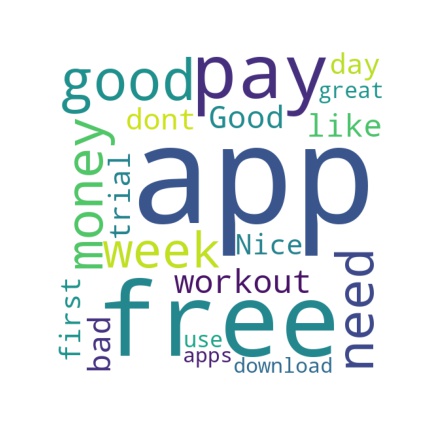 good
pay
day
great
dont
Good
like
money
trial
app
week
Nice
workout
need
first
bad
free
use
apps
download